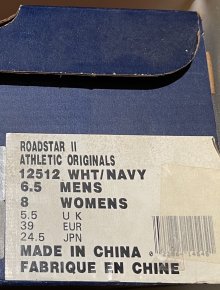 ROADSTAR II
ATHLETIC ORIGINALS
12512 WHT/NAVY
6.5 MENS
8 WOMENS
5.5 U K
39 EUR
24.5 JPN
MADE IN CHINA
FABRIQUE EN CHINE